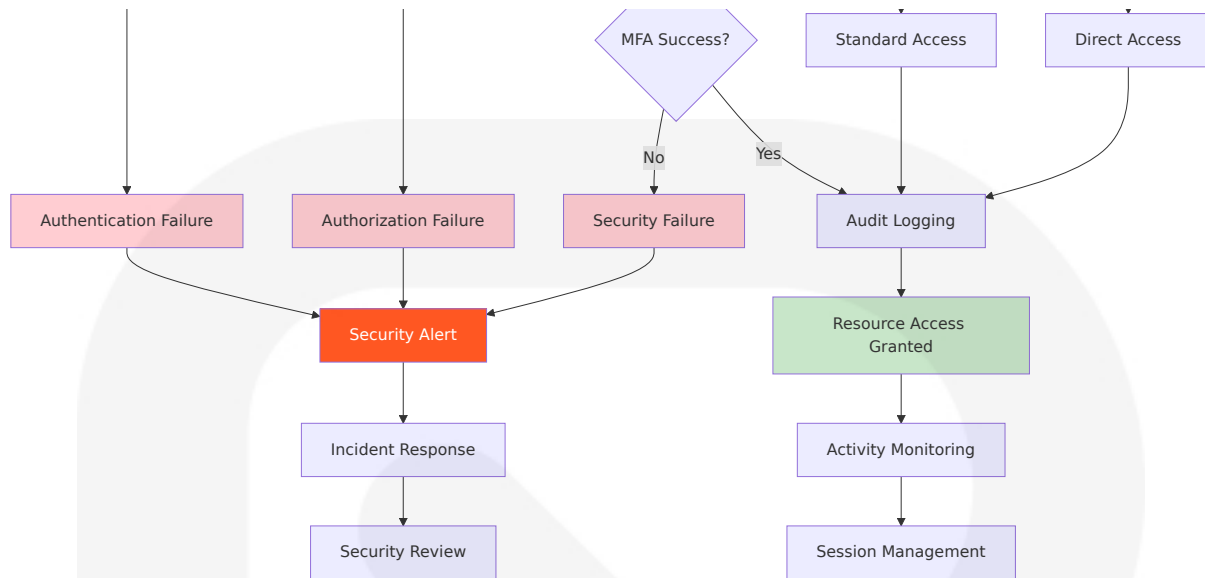 MFA Success?
Standard Access
Direct Access
No
Yes
Authentication Failure
Authorization Failure
Security Failure
Audit Logging
Security Alert
Resource Access
Granted
Incident Response
Activity Monitoring
Security Review
Session Management